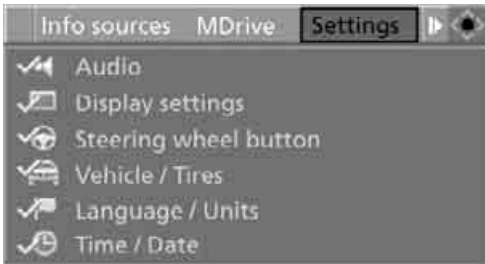 Info sources MDrive Settings
Audio
Display settings
Steering wheel button
Vehicle / Tires
Language / Units
Time / Date